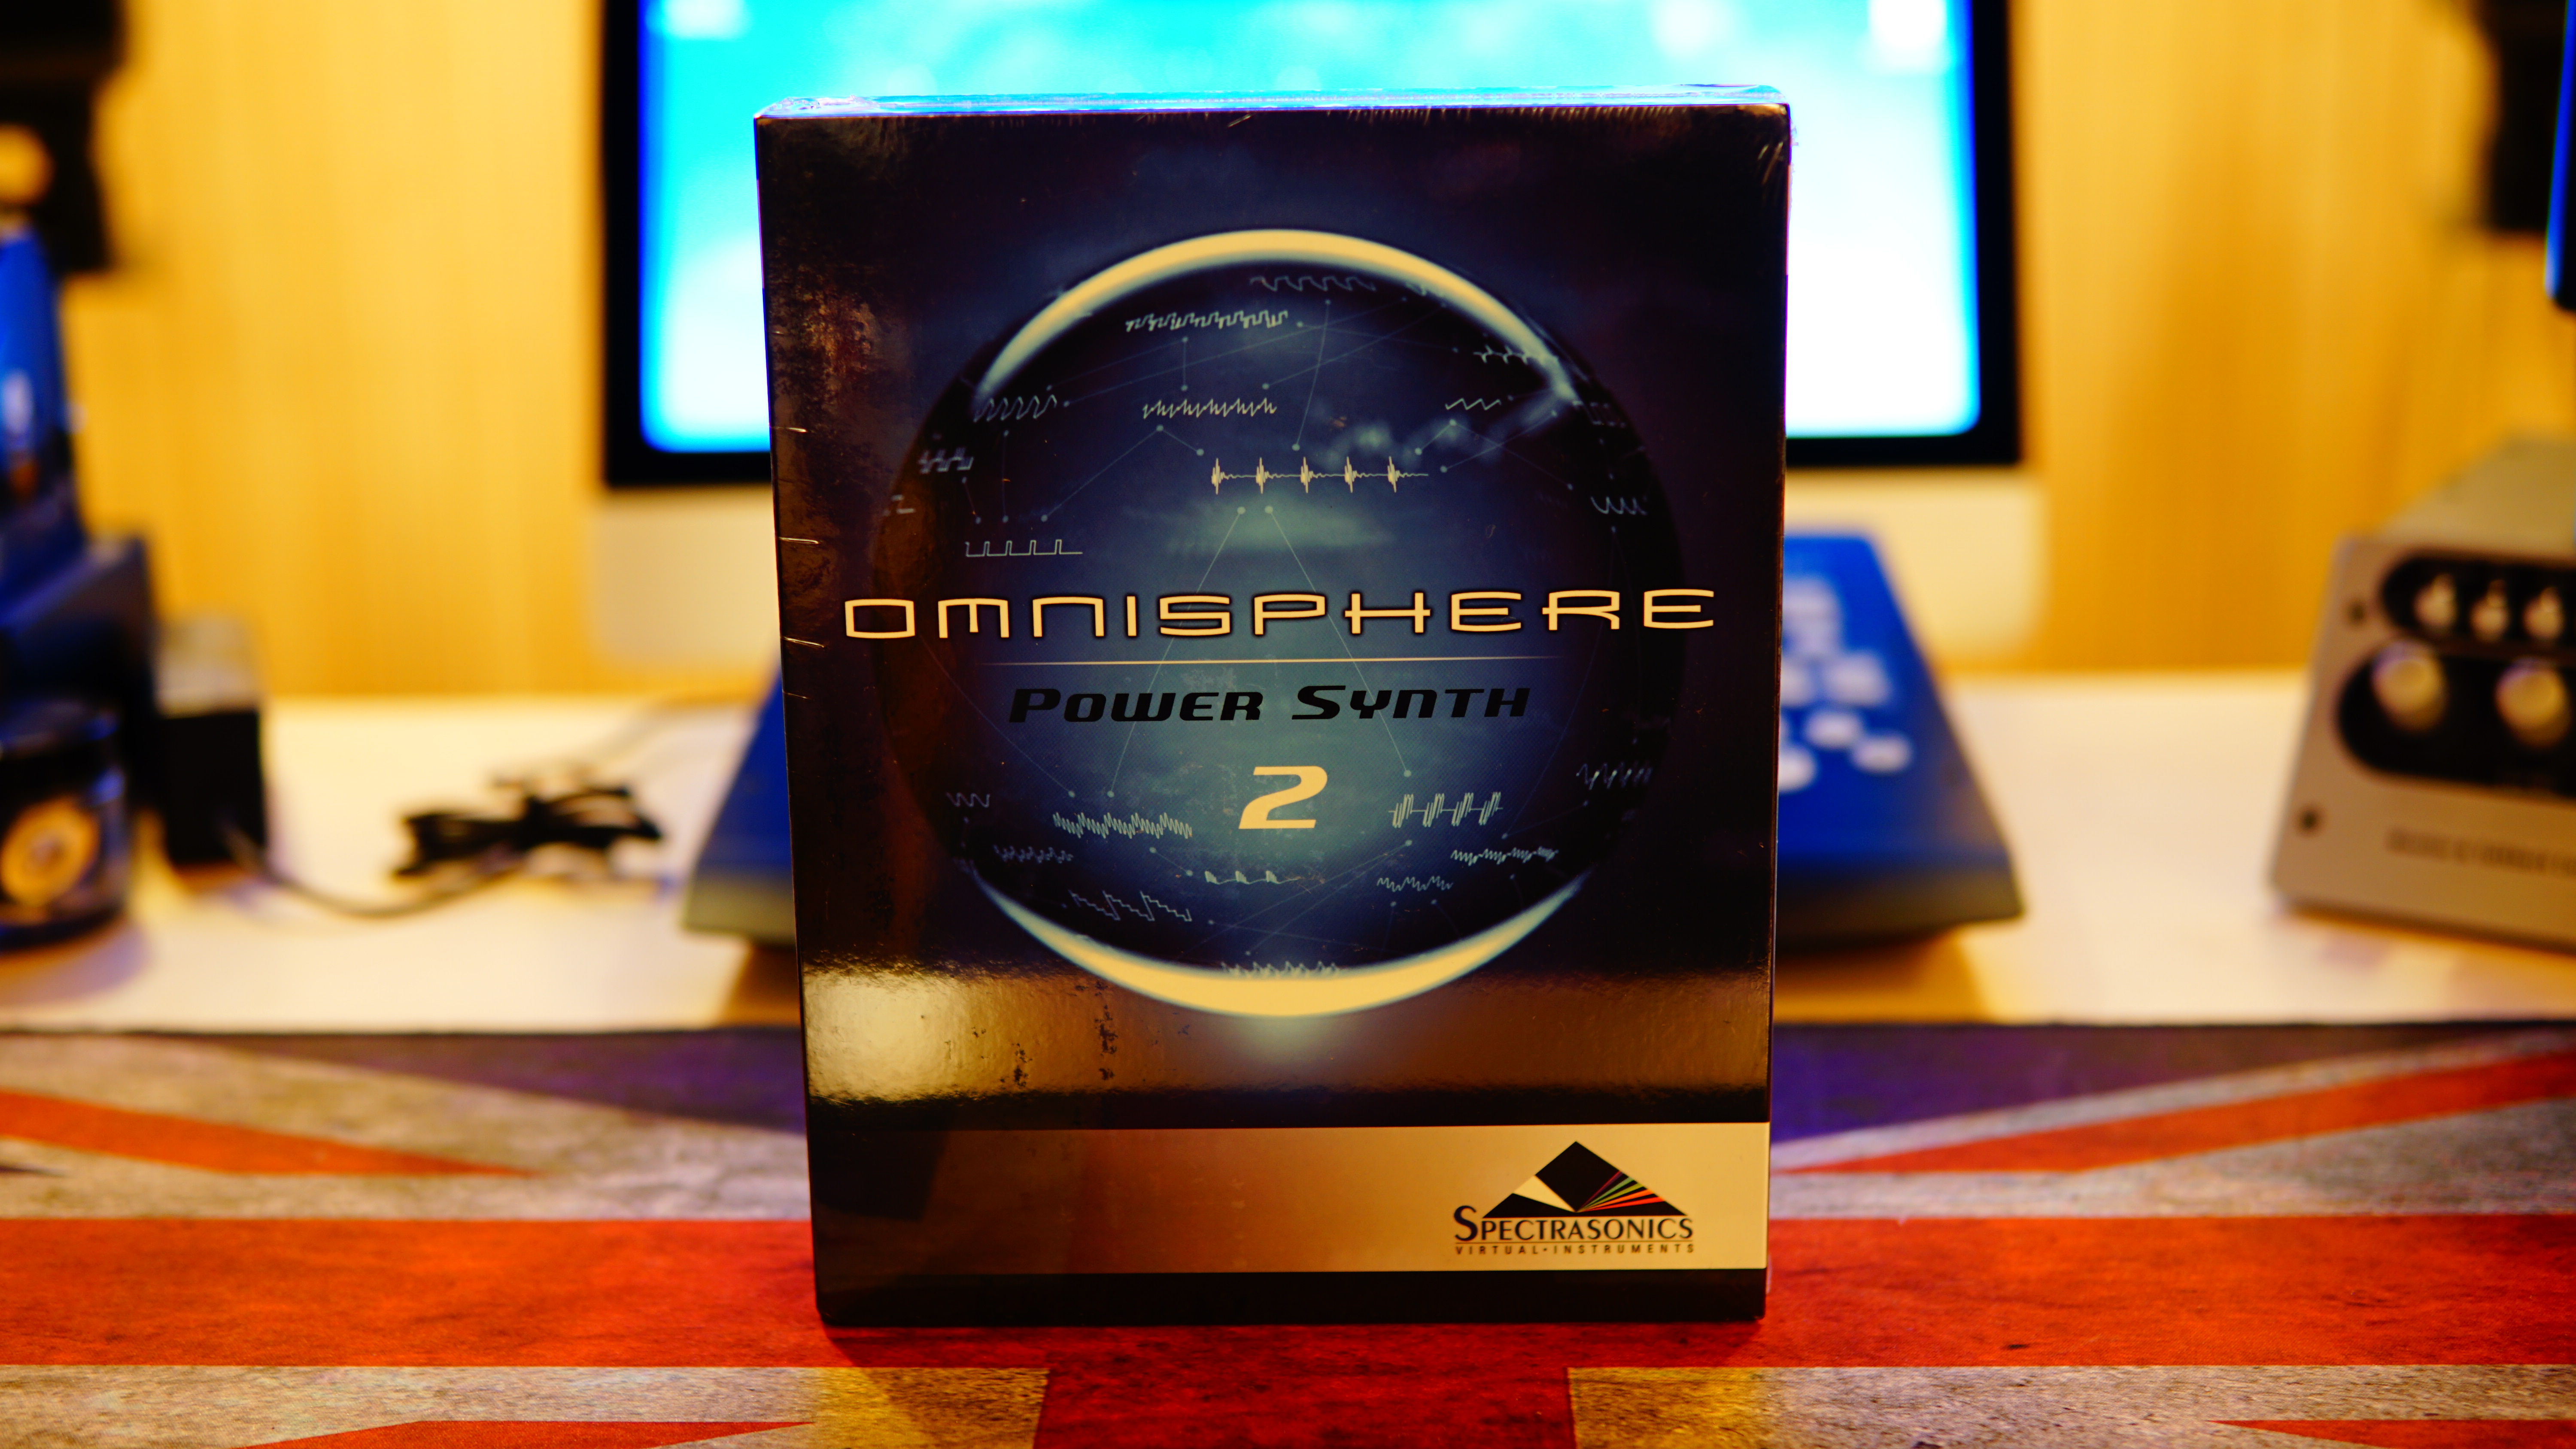 OMNISPHERE
POWER SYNTH
2
SPECTRASONICS
VIRTUAL•INSTRUMENTS